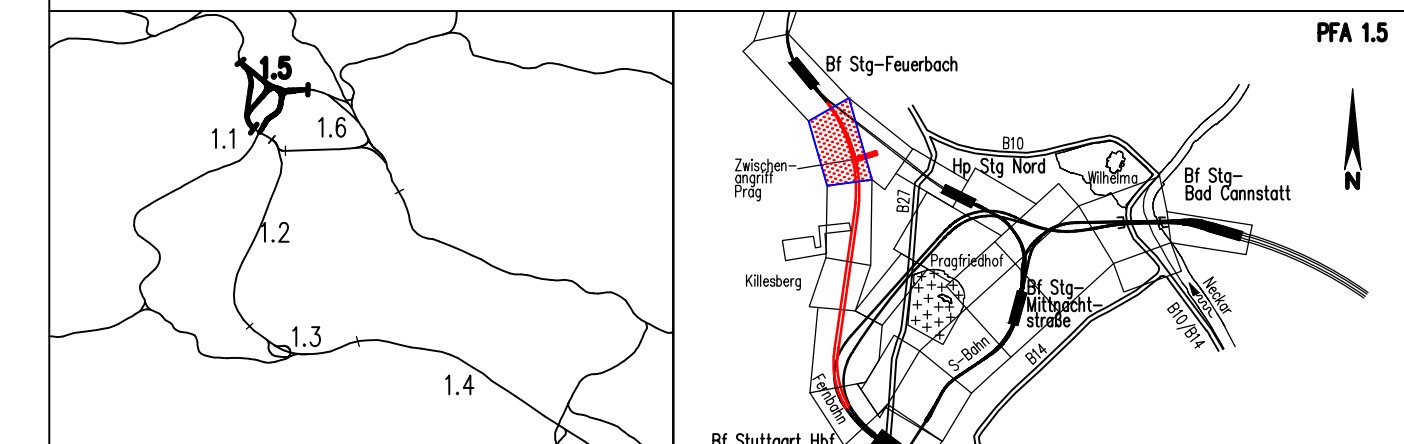 1.5
1.1
1.6
1.2
1.3
1.4
PFA 1.5
Bf Stg-Feuerbach
N
B10
Zwischen-
angriff
Prag
Hp Stg Nord
Wilhelma
Bf Stg-
Bad Cannstatt
B27
Pragfriedhof
Killesberg
Bf Stg-
Mittnacht-
straße
Neckar
B10/B14
S-Bahn
B14
Fernbahn
Bf Stuttgart Hbf